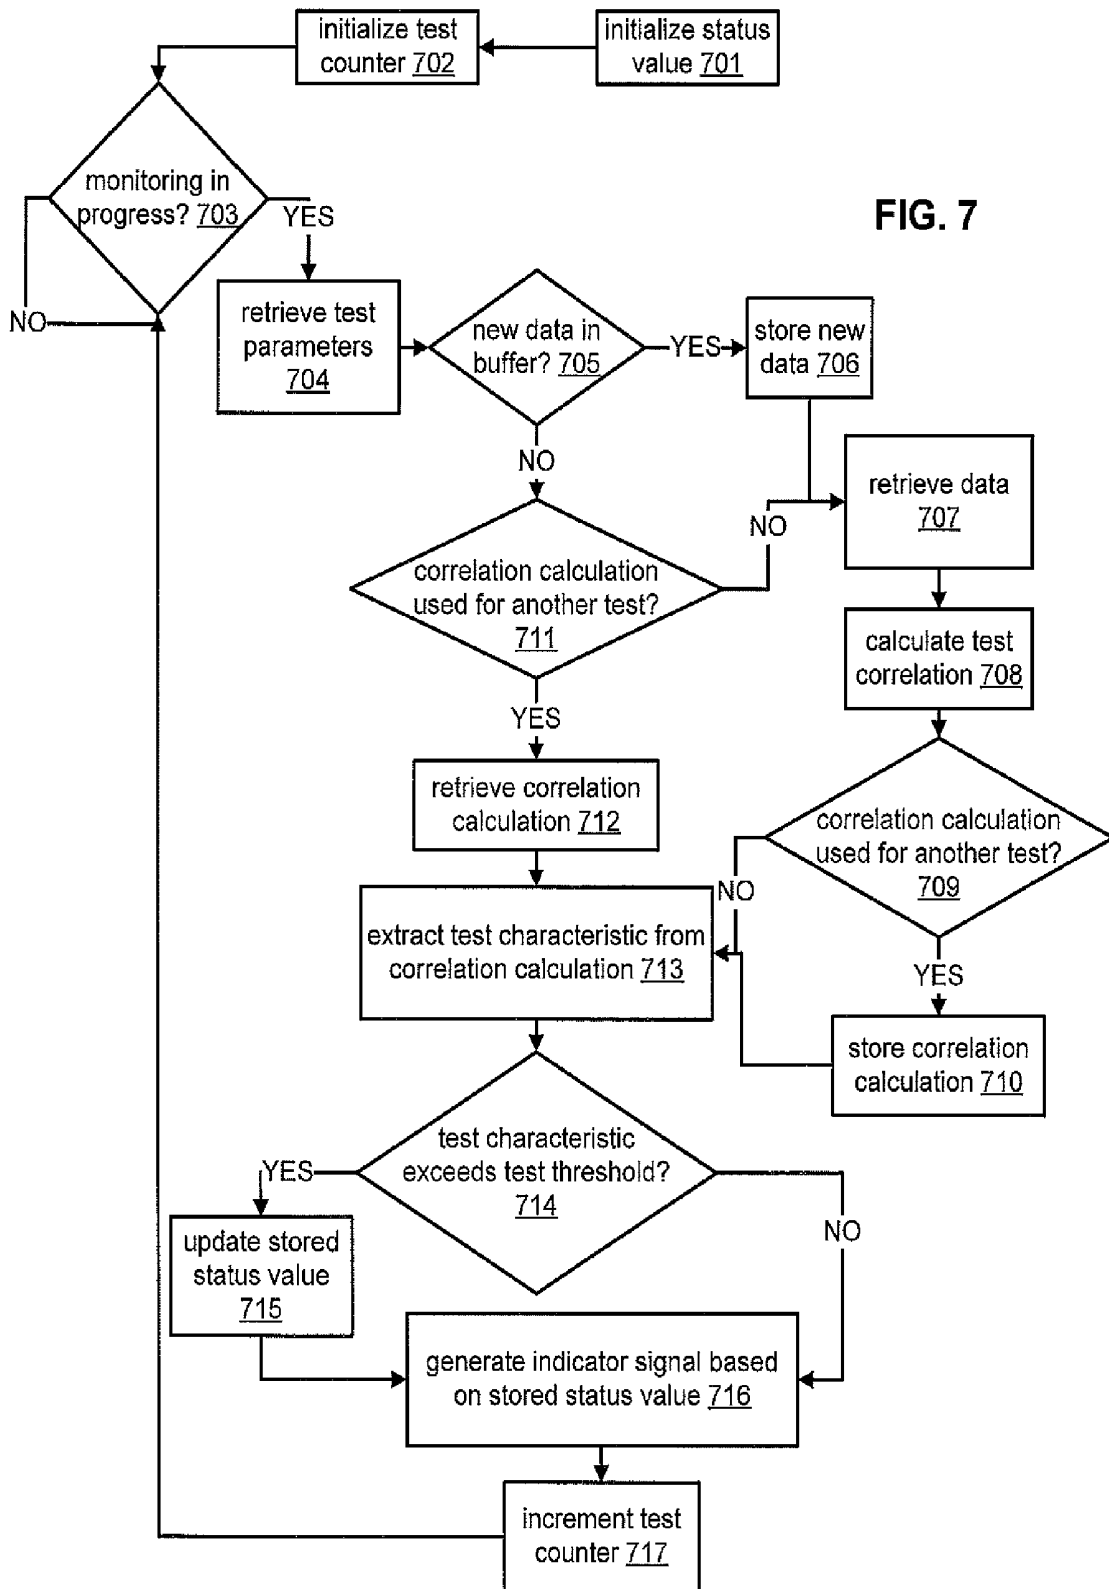 initialize test
counter 702
initialize status
value 701
monitoring in
progress? 703
YES
NO
FIG. 7
retrieve test
parameters
704
new data in
buffer? 705
YES
store new
data 706
NO
retrieve data
707
NO
correlation calculation
used for another test?
711
calculate test
correlation 708
YES
retrieve correlation
calculation 712
correlation calculation
used for another test?
709
NO
extract test characteristic from
correlation calculation 713
YES
store correlation
calculation 710
test characteristic
exceeds test threshold?
714
YES
NO
update stored
status value
715
generate indicator signal based
on stored status value 716
increment test
counter 717